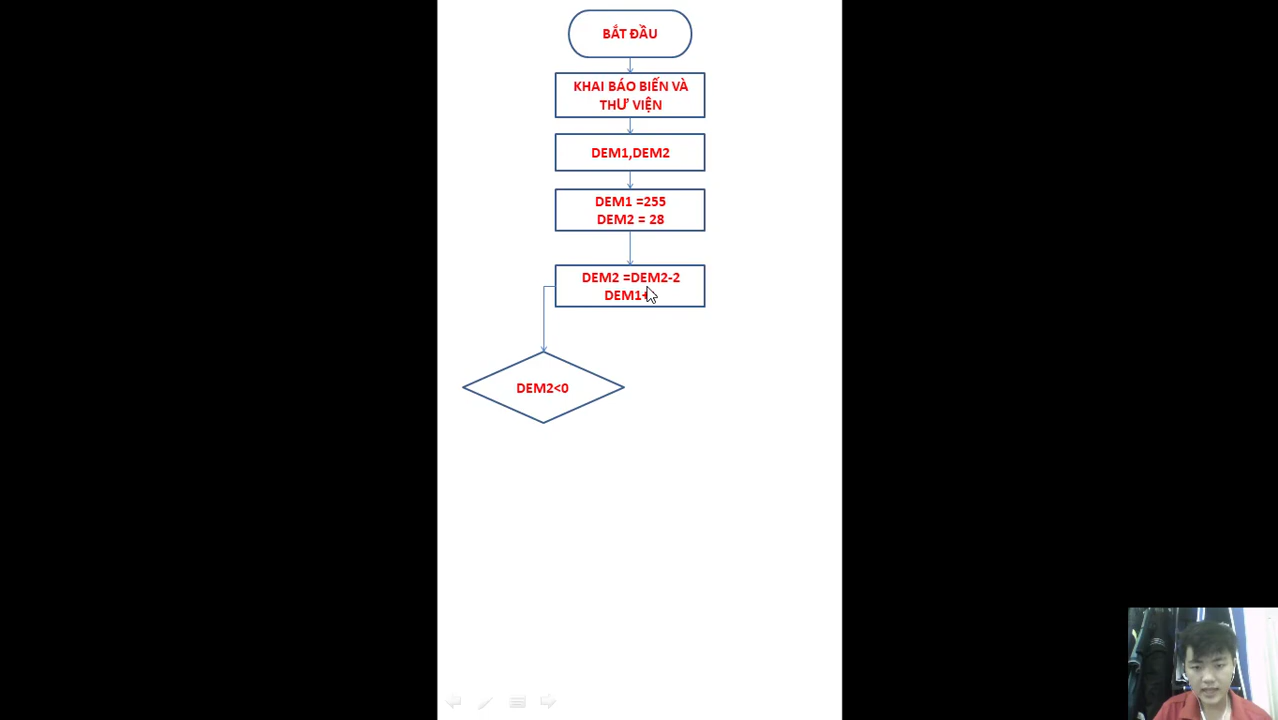 BẮT ĐẦU
KHAI BÁO BIẾN VÀ
THƯ VIỆN
DEM1,DEM2
DEM1 =255
DEM2 = 28
DEM2 =DEM2-2
DEM1+
DEM2<0